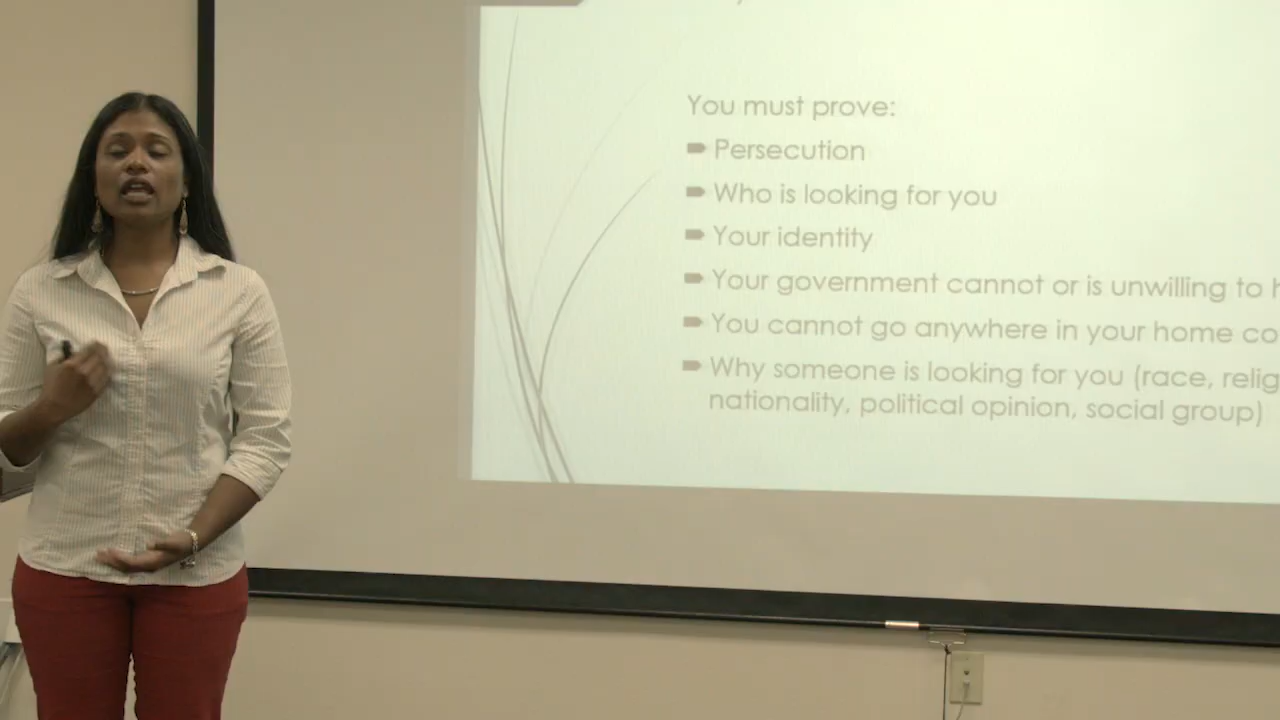 You must prove:
Persecution
Who is looking for you
Your identity
Your government cannot or is unwilling to
You cannot go anywhere in your home
Why someone is looking for you (race,
nationality, political opinion, social group)